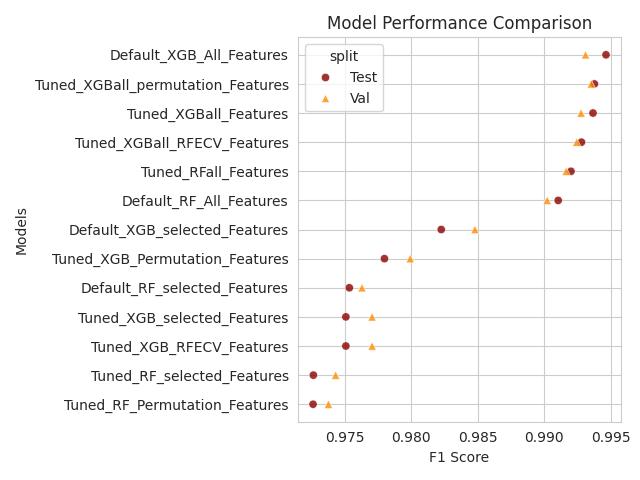 Model Performance Comparison
Default_XGB_All_Features
Tuned_XGBall_permutation_Features
Tuned_XGBall_Features
Tuned_XGBall_RFECV_Features
Tuned_RFall_Features
Default_RF_All_Features
Default_XGB_selected_Features
Tuned_XGB_Permutation_Features
Default_RF_selected_Features
Tuned_XGB_selected_Features
Tuned_XGB_RFECV_Features
Tuned_RF_selected_Features
Tuned_RF_Permutation_Features
Models
split
Test
Val
0.975 0.980 0.985 0.990 0.995
F1 Score